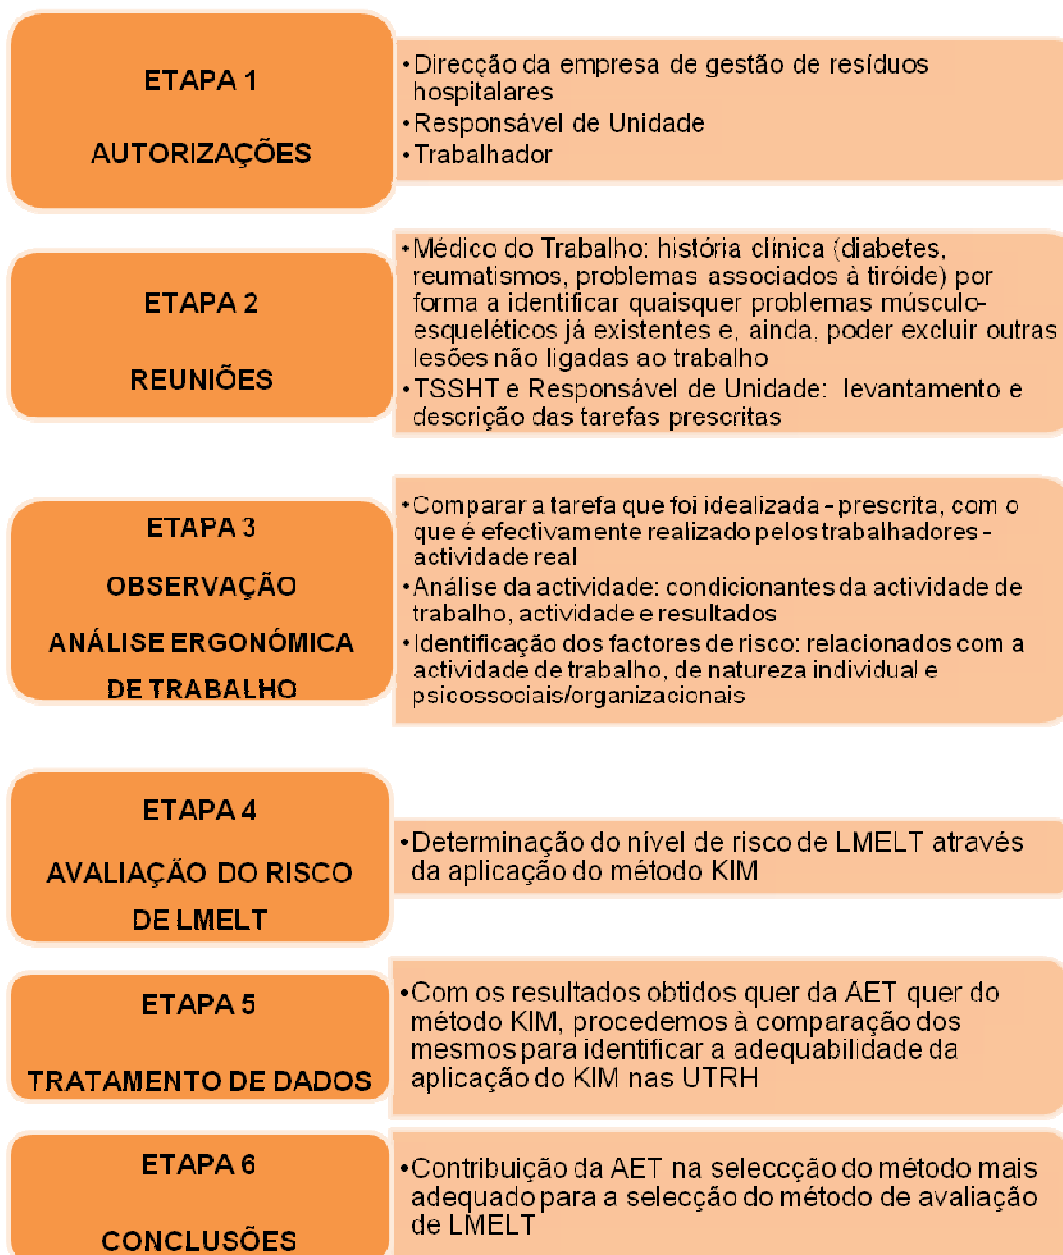 ETAPA 1
AUTORIZAÇÕES
•Direcção da empresa de gestão de resíduos
hospitalares
•Responsável de Unidade
•Trabalhador
ETAPA 2
REUNIÕES
•Médico do Trabalho: história clínica (diabetes,
reumatismos, problemas associados à tiróide) por
forma a identificar quaisquer problemas músculo-
esqueléticos já existentes e, ainda, poder excluir outras
lesões não ligadas ao trabalho
•TSSHT e Responsável de Unidade: levantamento e
descrição das tarefas prescritas
ETAPA 3
OBSERVAÇÃO
ANÁLISE ERGONÓMICA
DE TRABALHO
•Comparar a tarefa que foi idealizada - prescrita, com o
que é efectivamente realizado pelos trabalhadores -
actividade real
•Análise da actividade: condicionantes da actividade de
trabalho, actividade e resultados
•Identificação dos factores de risco: relacionados com a
actividade de trabalho, de natureza individual e
psicossociais/organizacionais
ETAPA 4
AVALIAÇÃO DO RISCO
DE LMELT
•Determinação do nível de risco de LMELT através
da aplicação do método KIM
ETAPA 5
TRATAMENTO DE DADOS
•Com os resultados obtidos quer da AET quer do
método KIM, procedemos à comparação dos
mesmos para identificar a adequabilidade da
aplicação do KIM nas UTRH
ETAPA 6
CONCLUSÕES
•Contribuição da AET na seleccção do método mais
adequado para a selecção do método de avaliação
de LMELT